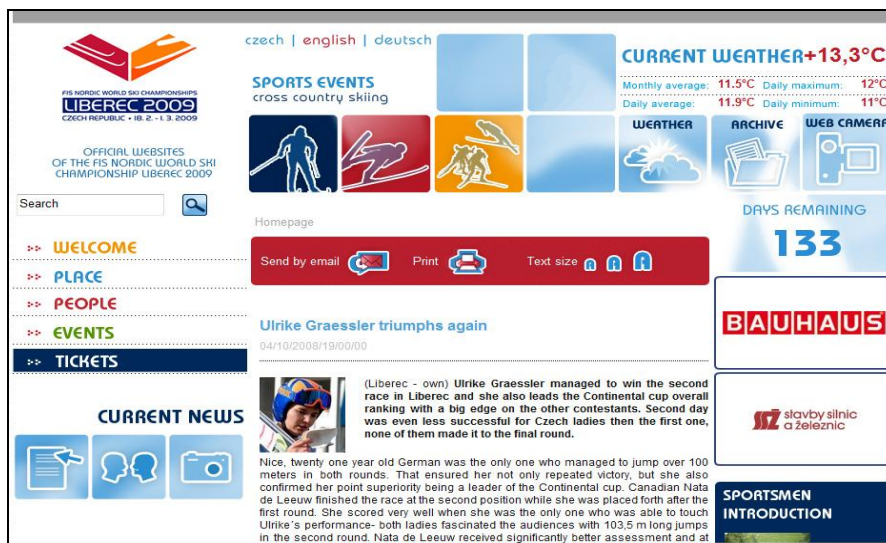 czech | english | deutsch
CURRENT WEATHER +13,3°C
SPORTS EVENTS
cross country skiing
Monthly average: 11.5°C Daily maximum: 12°C
Daily average: 11.9°C Daily minimum: 11°C
FIS NORDIC WORLD SKI CHAMPIONSHIPS
LIBEREC 2009
CZECH REPUBLIC • 18. 2. - 1. 3. 2009
WEATHER ARCHIVE WEB CAMERA
OFFICIAL WEBSITES
OF THE FIS NORDIC WORLD SKI
CHAMPIONSHIP LIBEREC 2009
Search
Homepage
DAYS REMAINING
133
Send by email Print Text size A A A
>> WELCOME
>> PLACE
>> PEOPLE
>> EVENTS
>> TICKETS
BAUHAUS
Ulrike Graessler triumphs again
04/10/2008/19/00/00
(Liberec - own) Ulrike Graessler managed to win the second
race in Liberec and she also leads the Continental cup overall
ranking with a big edge on the other contestants. Second day
was even less successful for Czech ladies then the first one,
none of them made it to the final round.
CURRENT NEWS
SSŽ stavby silnic
a železnic
Nice, twenty one year old German was the only one who managed to jump over 100
meters in both rounds. That ensured her not only repeated victory, but she also
confirmed her point superiority being a leader of the Continental cup. Canadian Nata
de Leeuw finished the race at the second position while she was placed forth after the
first round. She scored very well when she was the only one who was able to touch
Ulrike´s performance- both ladies fascinated the audiences with 103,5 m long jumps
in the second round. Nata de Leeuw received significantly better assessment and at
SPORTSMEN
INTRODUCTION